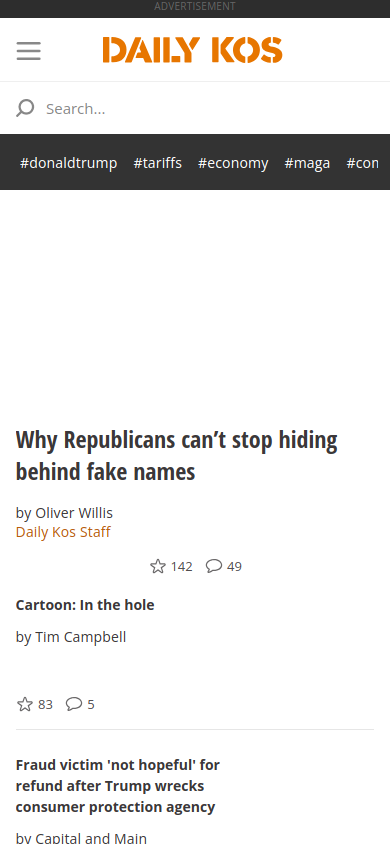 ADVERTISEMENT
DAILY KOS
Search...
#donaldtrump #tariffs #economy #maga
Why Republicans can't stop hiding
behind fake names
by Oliver Willis
Daily Kos Staff
142 49
Cartoon: In the hole
by Tim Campbell
83 5
Fraud victim 'not hopeful' for
refund after Trump wrecks
consumer protection agency
by Capital and Main